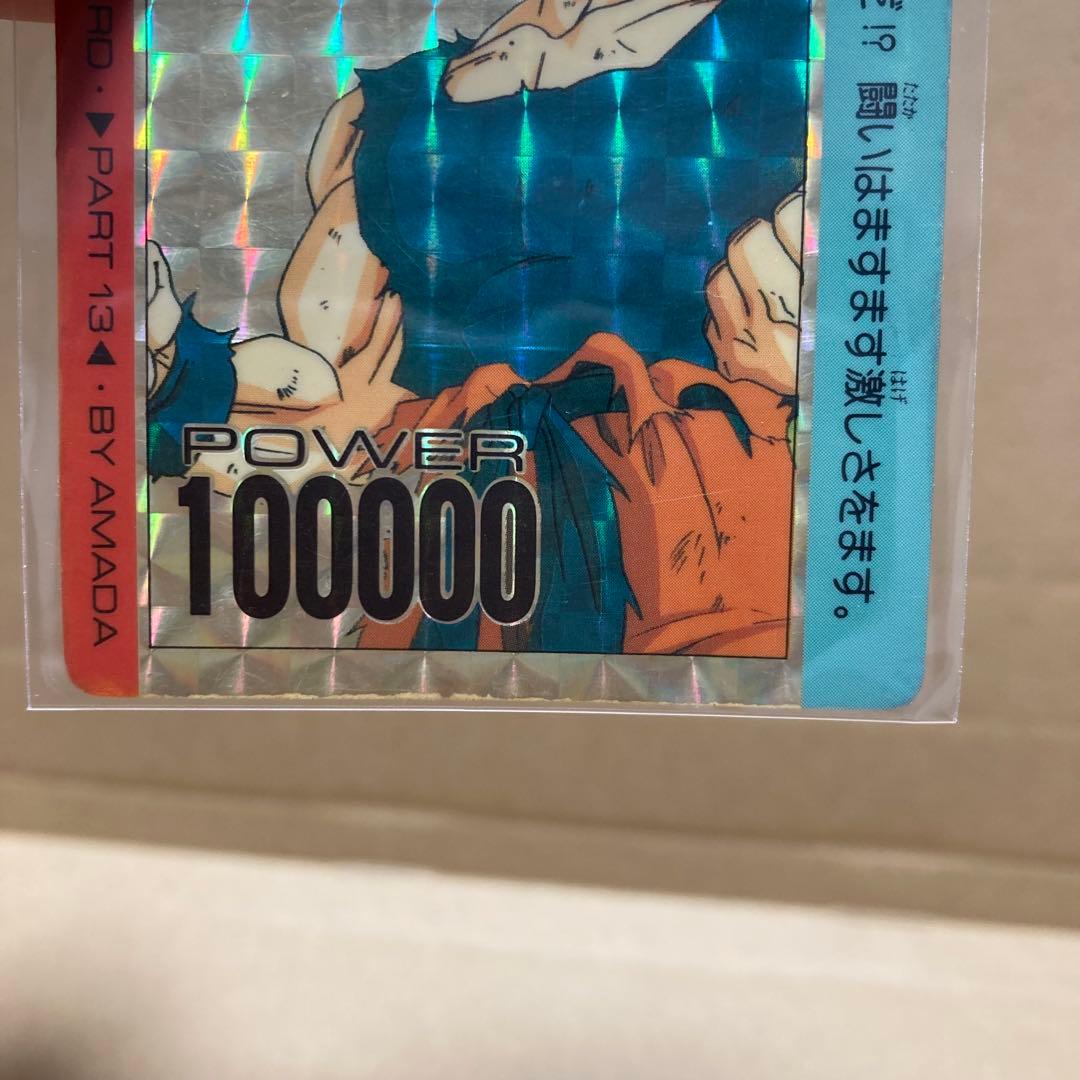 RD・▶PART 13◀・BY AMADA
ぞ!? 闘いはますます激しさをます。
たたか
はげ
POWER
100000